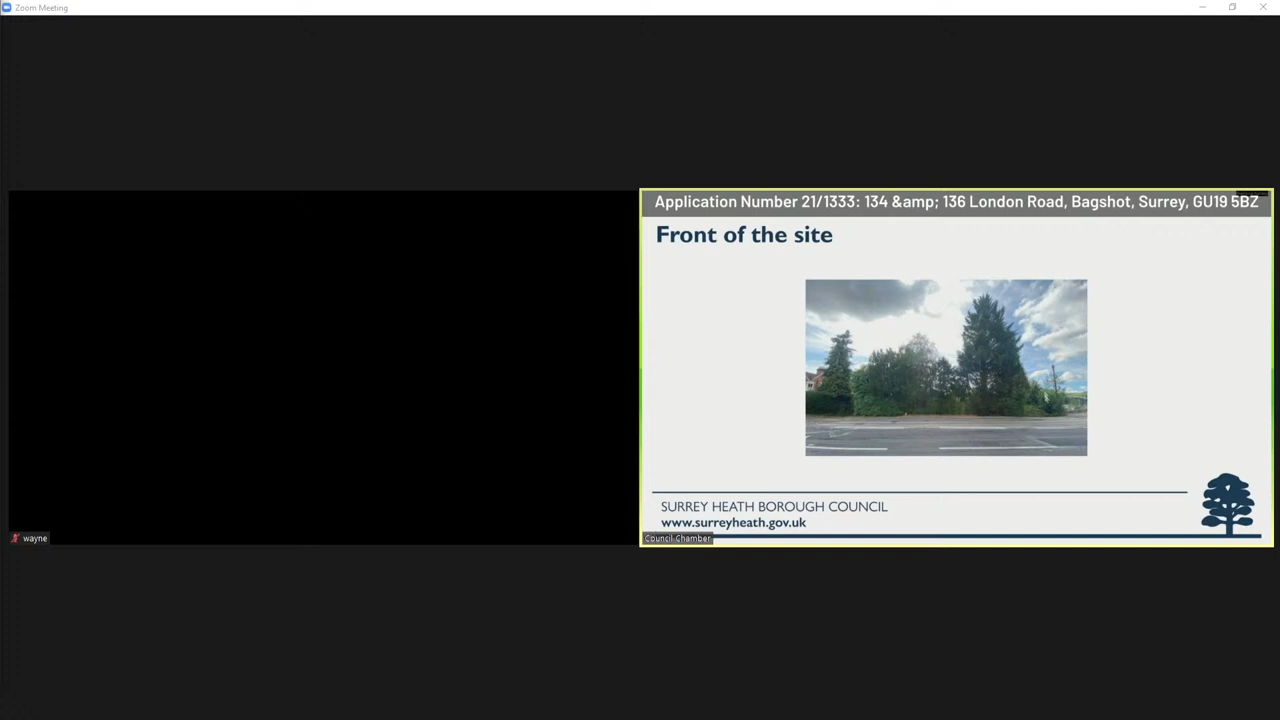 Zoom Meeting
Application Number 21/1333: 134 &amp; 136 London Road, Bagshot, Surrey, GU19 5BZ
Front of the site
SURREY HEATH BOROUGH COUNCIL
www.surreyheath.gov.uk
wayne
Council Chamber